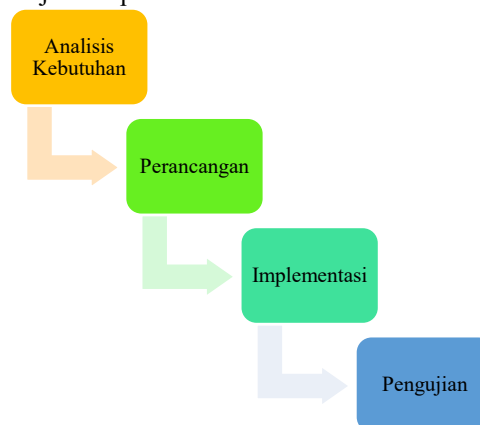 Analisis
Kebutuhan
Perancangan
Implementasi
Pengujian